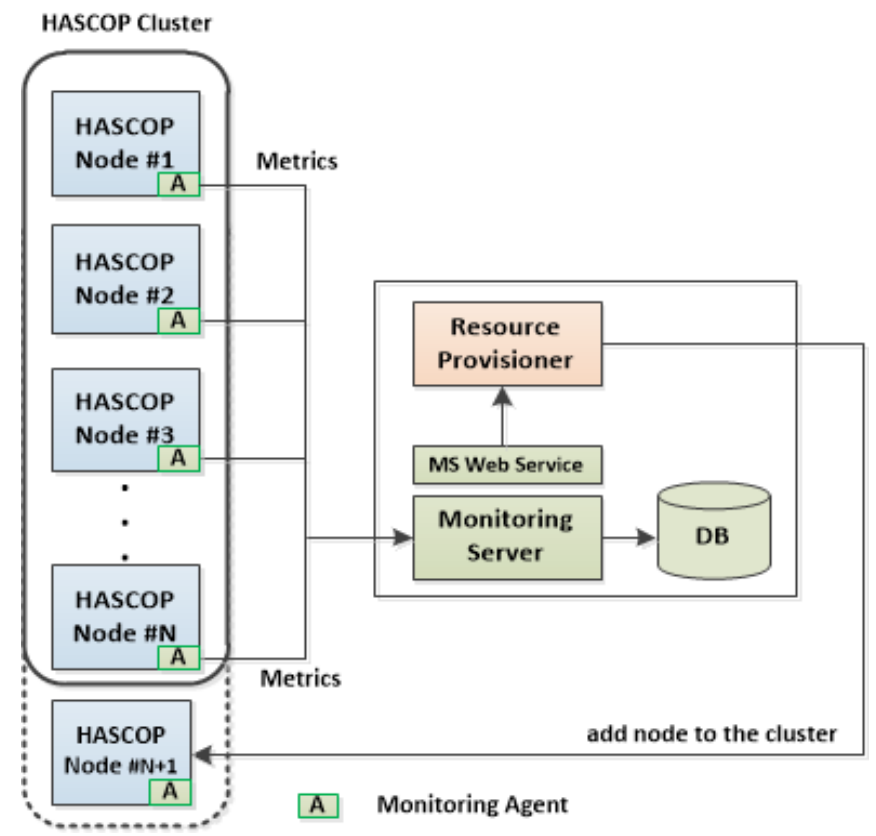 HASCOP Cluster
HASCOP
Node #1
A
Metrics
HASCOP
Node #2
A
HASCOP
Node #3
A
HASCOP
Node #N
A
Metrics
HASCOP
Node #N+1
A
Resource
Provisioner
MS Web Service
Monitoring
Server
DB
add node to the cluster
A Monitoring Agent